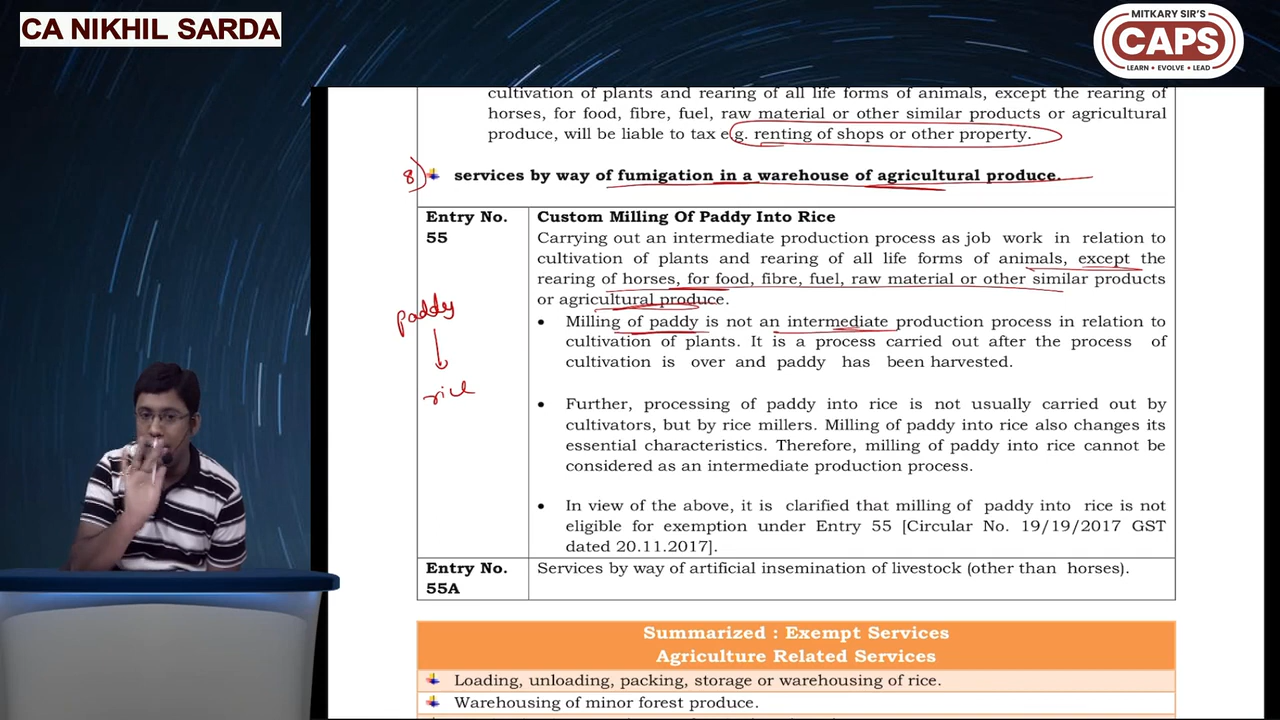 CA NIKHIL SARDA
MITKARY SIR'S
CAPS
LEARN • EVOLVE • LEAD
cultivation of plants and rearing of all life forms of animals, except the rearing of
horses, for food, fibre, fuel, raw material or other similar products or agricultural
produce, will be liable to tax e.g. renting of shops or other property.
8)
services by way of fumigation in a warehouse of agricultural produce.
Entry No.
55
Custom Milling Of Paddy Into Rice
Carrying out an intermediate production process as job work in relation to
cultivation of plants and rearing of all life forms of animals, except the
rearing of horses, for food, fibre, fuel, raw material or other similar products
or agricultural produce.
paddy
rice
• Milling of paddy is not an intermediate production process in relation to
cultivation of plants. It is a process carried out after the process of
cultivation is over and paddy has been harvested.
• Further, processing of paddy into rice is not usually carried out by
cultivators, but by rice millers. Milling of paddy into rice also changes its
essential characteristics. Therefore, milling of paddy into rice cannot be
considered as an intermediate production process.
• In view of the above, it is clarified that milling of paddy into rice is not
eligible for exemption under Entry 55 [Circular No. 19/19/2017 GST
dated 20.11.2017].
Entry No.
55A
Services by way of artificial insemination of livestock (other than horses).
Summarized : Exempt Services
Agriculture Related Services
Loading, unloading, packing, storage or warehousing of rice.
Warehousing of minor forest produce.